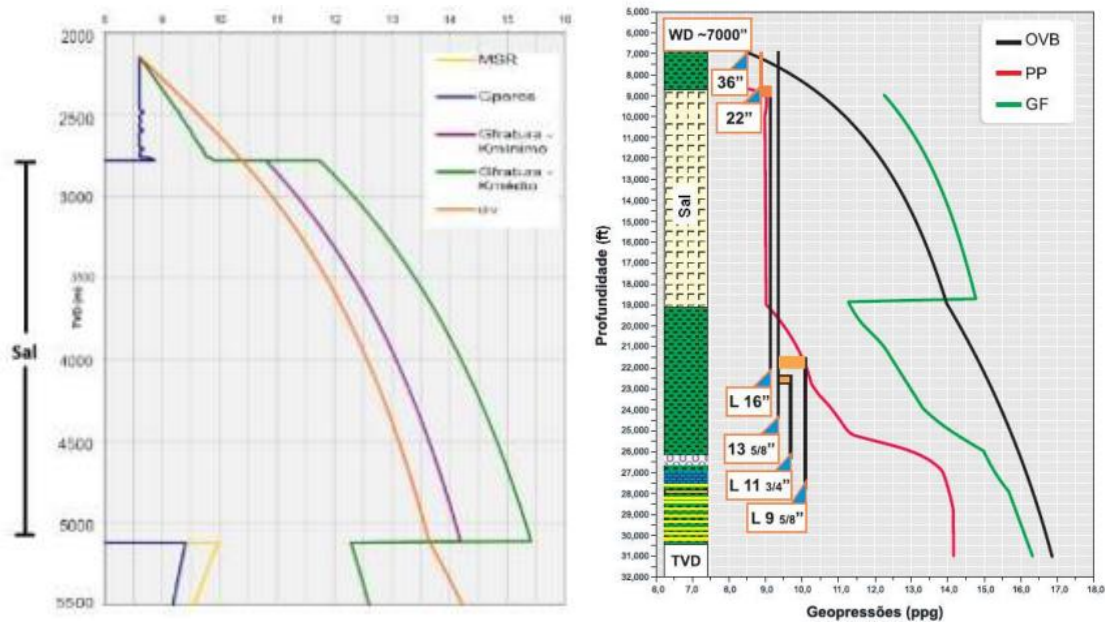 8 9 10 11 12 13 14 15 16
2000
2500
3000
4000
4500
5000
5500
TVD (m)
Sal
MSR
Gporos
Gfratura -
Kmínimo
Gfratura -
Kmédio
Profundidade (ft)
5,000
6,000
7,000
8,000
9,000
10,000
11,000
12,000
13,000
14,000
15,000
16,000
17,000
18,000
19,000
20,000
21,000
22,000
23,000
24,000
25,000
26,000
27,000
28,000
29,000
30,000
31,000
32,000
WD ~7000”
36”
22”
Sal
L 16”
13 5/8”
L 11 3/4”
L 9 5/8”
TVD
OVB
PP
GF
6,0 7,0 8,0 9,0 10,0 11,0 12,0 13,0 14,0 15,0 16,0 17,0 18,0
Geopressões (ppg)